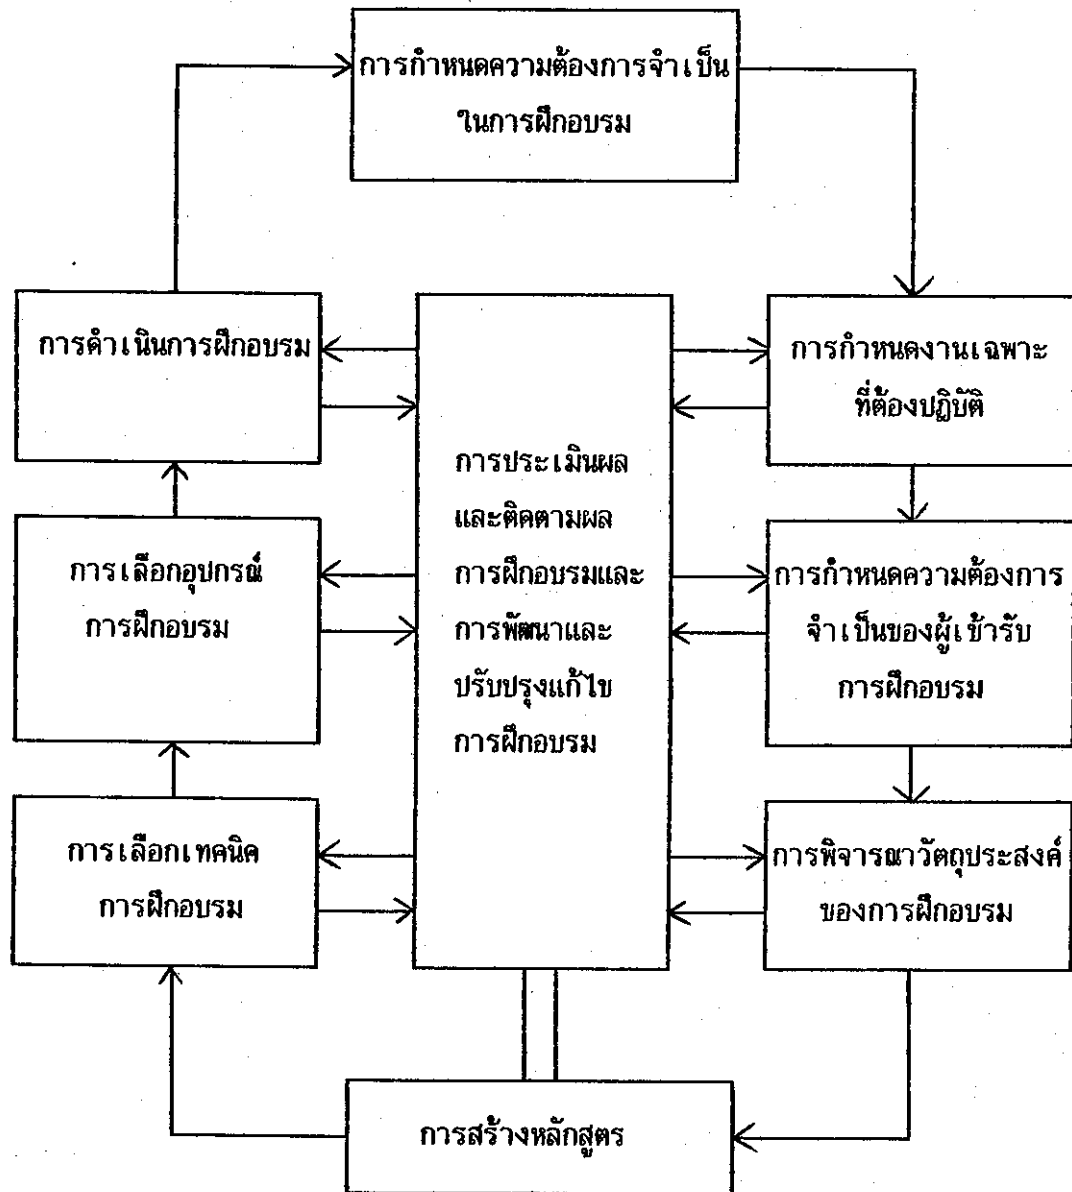 การกำหนดความต้องการจำเป็น
ในการฝึกอบรม
การดำเนินการฝึกอบรม
การกำหนดงานเฉพาะ
ที่ต้องปฏิบัติ
การประเมินผล
และติดตามผล
การฝึกอบรมและ
การพัฒนาและ
ปรับปรุงแก้ไข
การฝึกอบรม
การเลือกอุปกรณ์
การฝึกอบรม
การกำหนดความต้องการ
จำเป็นของผู้เข้ารับ
การฝึกอบรม
การเลือกเทคนิค
การฝึกอบรม
การพิจารณาวัตถุประสงค์
ของการฝึกอบรม
การสร้างหลักสูตร